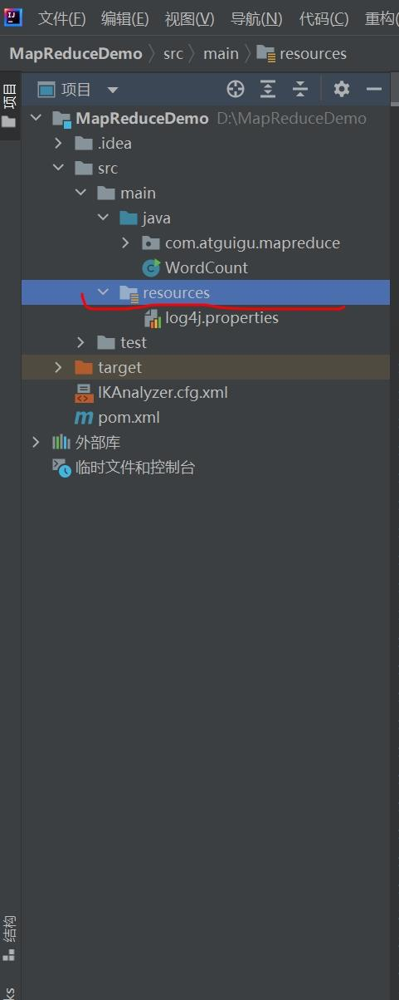 文件(F) 编辑(E) 视图(V) 导航(N) 代码(C) 重构(
MapReduceDemo src main resources
项目
项目
MapReduceDemo D:\MapReduceDemo
.idea
src
main
java
com.atguigu.mapreduce
WordCount
resources
log4j.properties
test
target
IKAnalyzer.cfg.xml
pom.xml
外部库
临时文件和控制台
结构
ks